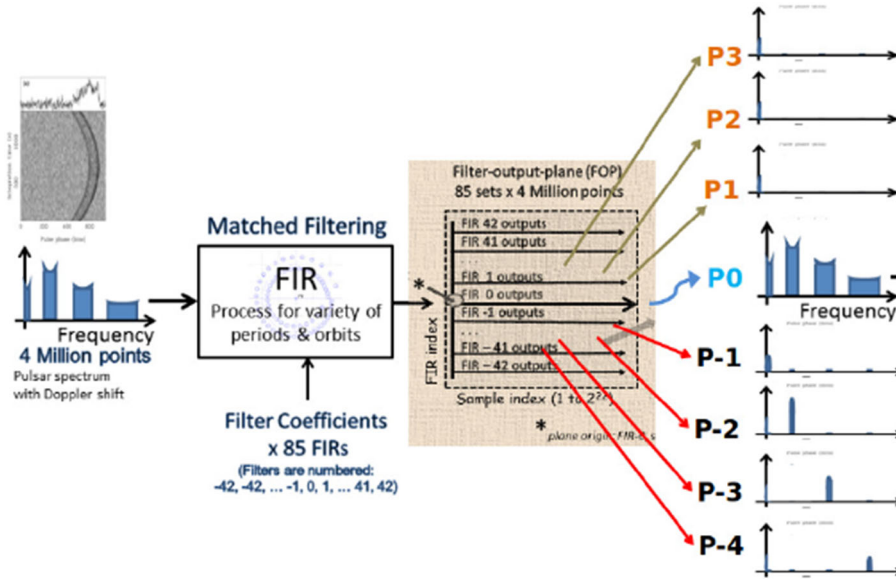 Frequency
4 Million points
Pulsar spectrum
with Doppler shift
Matched Filtering
FIR
Process for variety of
periods & orbits
Filter Coefficients
x 85 FIRs
(Filters are numbered:
-42, -42, ... -1, 0, 1, ... 41, 42)
Filter-output-plane (FOP)
85 sets x 4 Million points
FIR 42 outputs
FIR 41 outputs
...
FIR 1 outputs
*
FIR 0 outputs
FIR -1 outputs
...
FIR – 41 outputs
FIR – 42 outputs
FIR index
Sample index (1 to
*
plane origin
P3
P2
P1
P0
Frequency
P-1
P-2
P-3
P-4